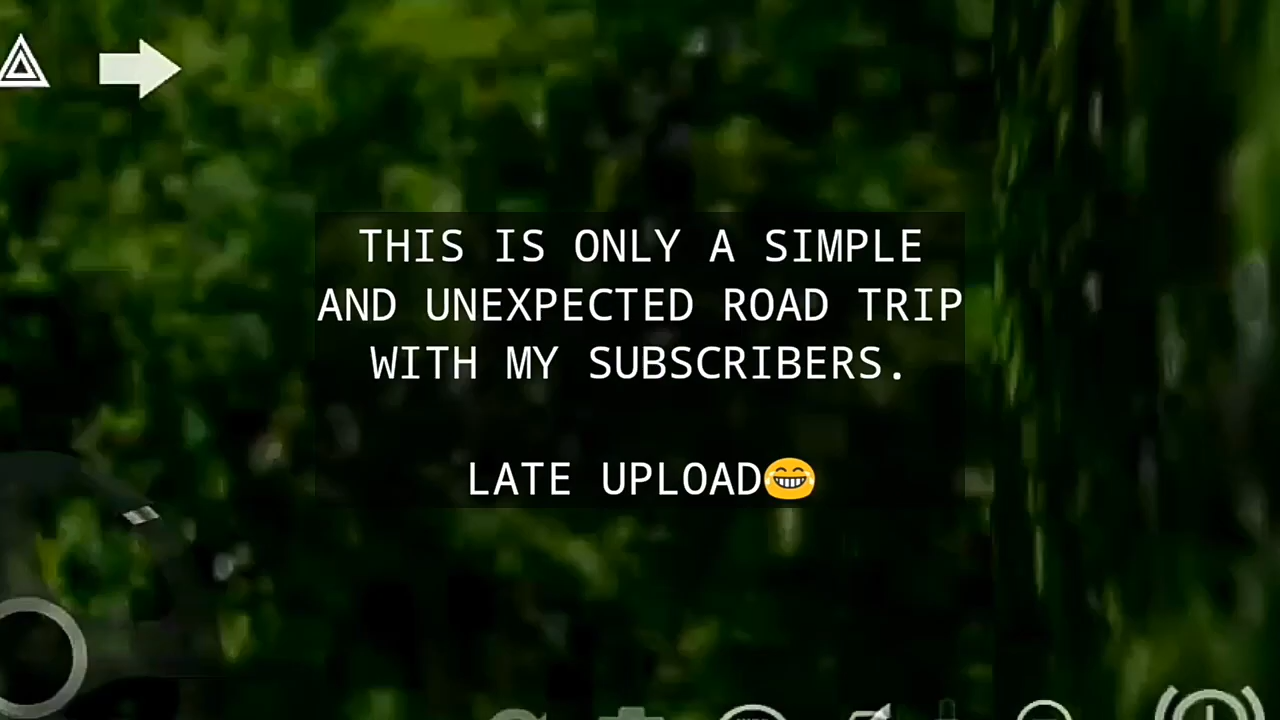 THIS IS ONLY A SIMPLE
AND UNEXPECTED ROAD TRIP
WITH MY SUBSCRIBERS.
LATE UPLOAD😂